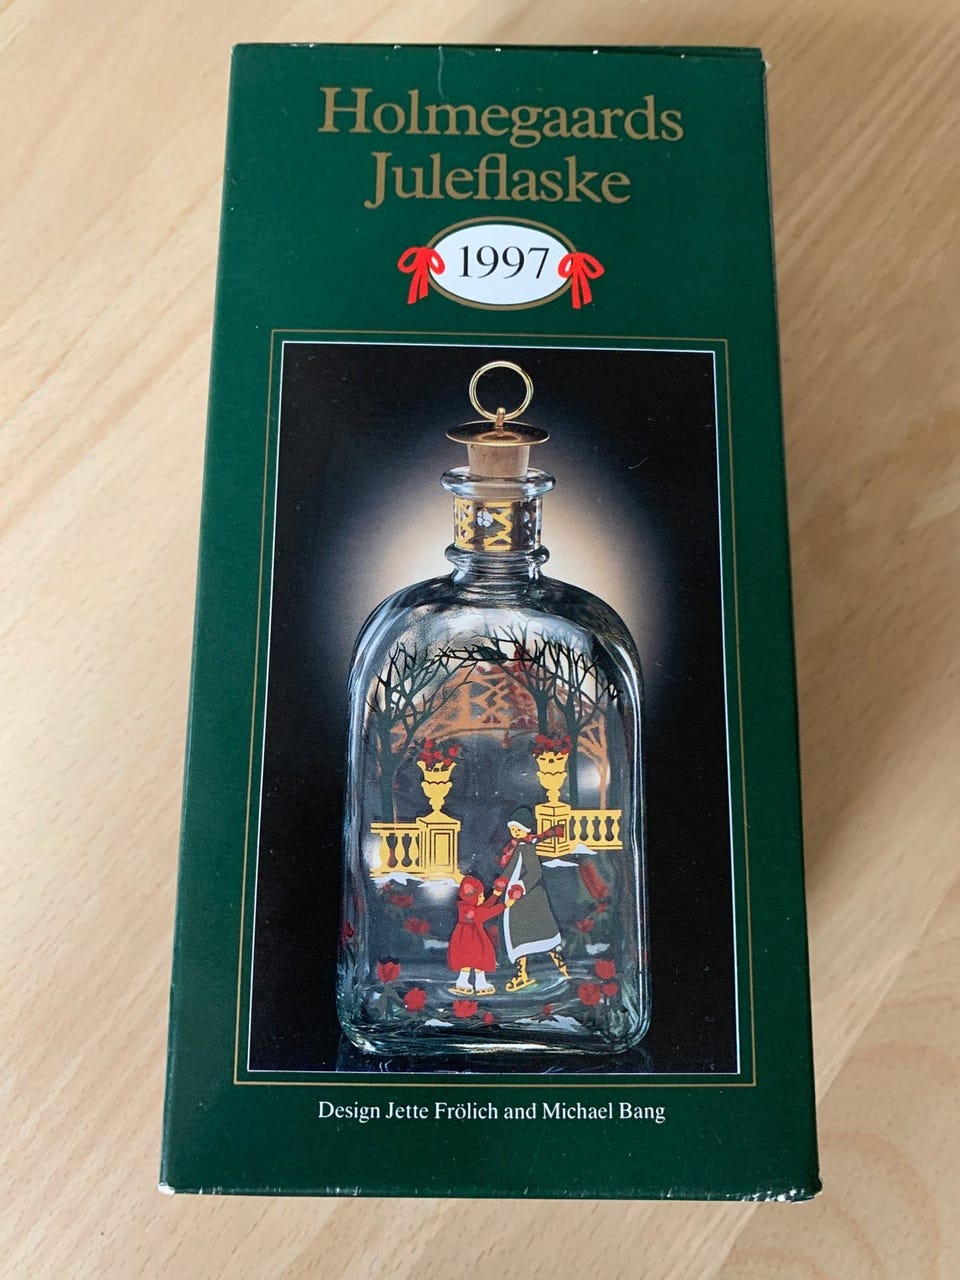 Holmegaards
Juleflaske
1997
Design Jette Frölich and Michael Bang